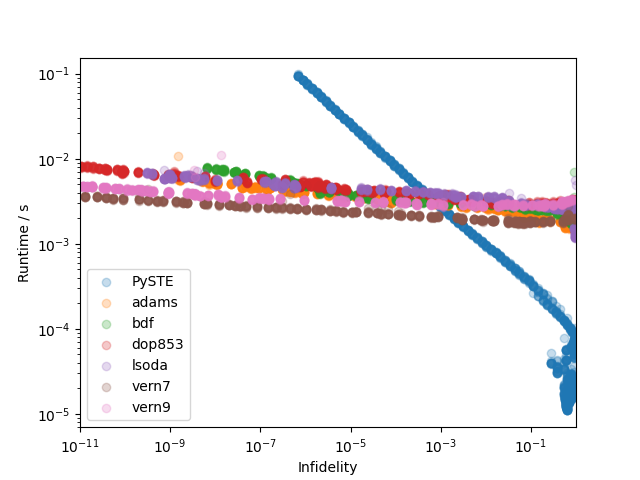 10⁻¹
10⁻²
10⁻³
10⁻⁴
10⁻⁵
Runtime / s
PySTE
adams
bdf
dop853
lsoda
vern7
vern9
10⁻¹¹ 10⁻⁹ 10⁻⁷ 10⁻⁵ 10⁻³ 10⁻¹
Infidelity